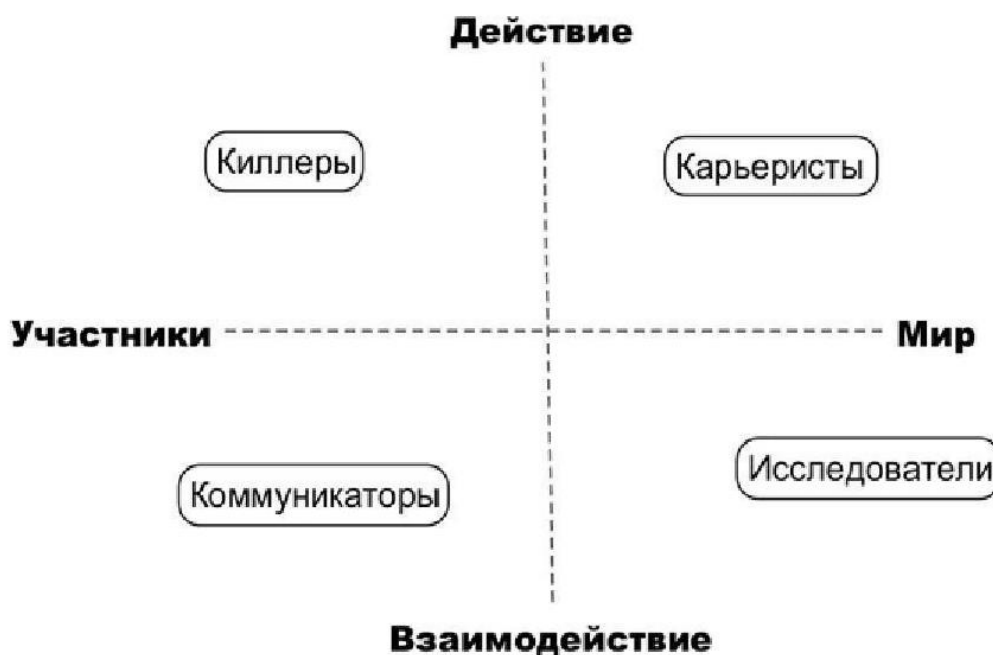 Действие
Киллеры
Карьеристы
Участники
Мир
Коммуникаторы
Исследователи
Взаимодействие